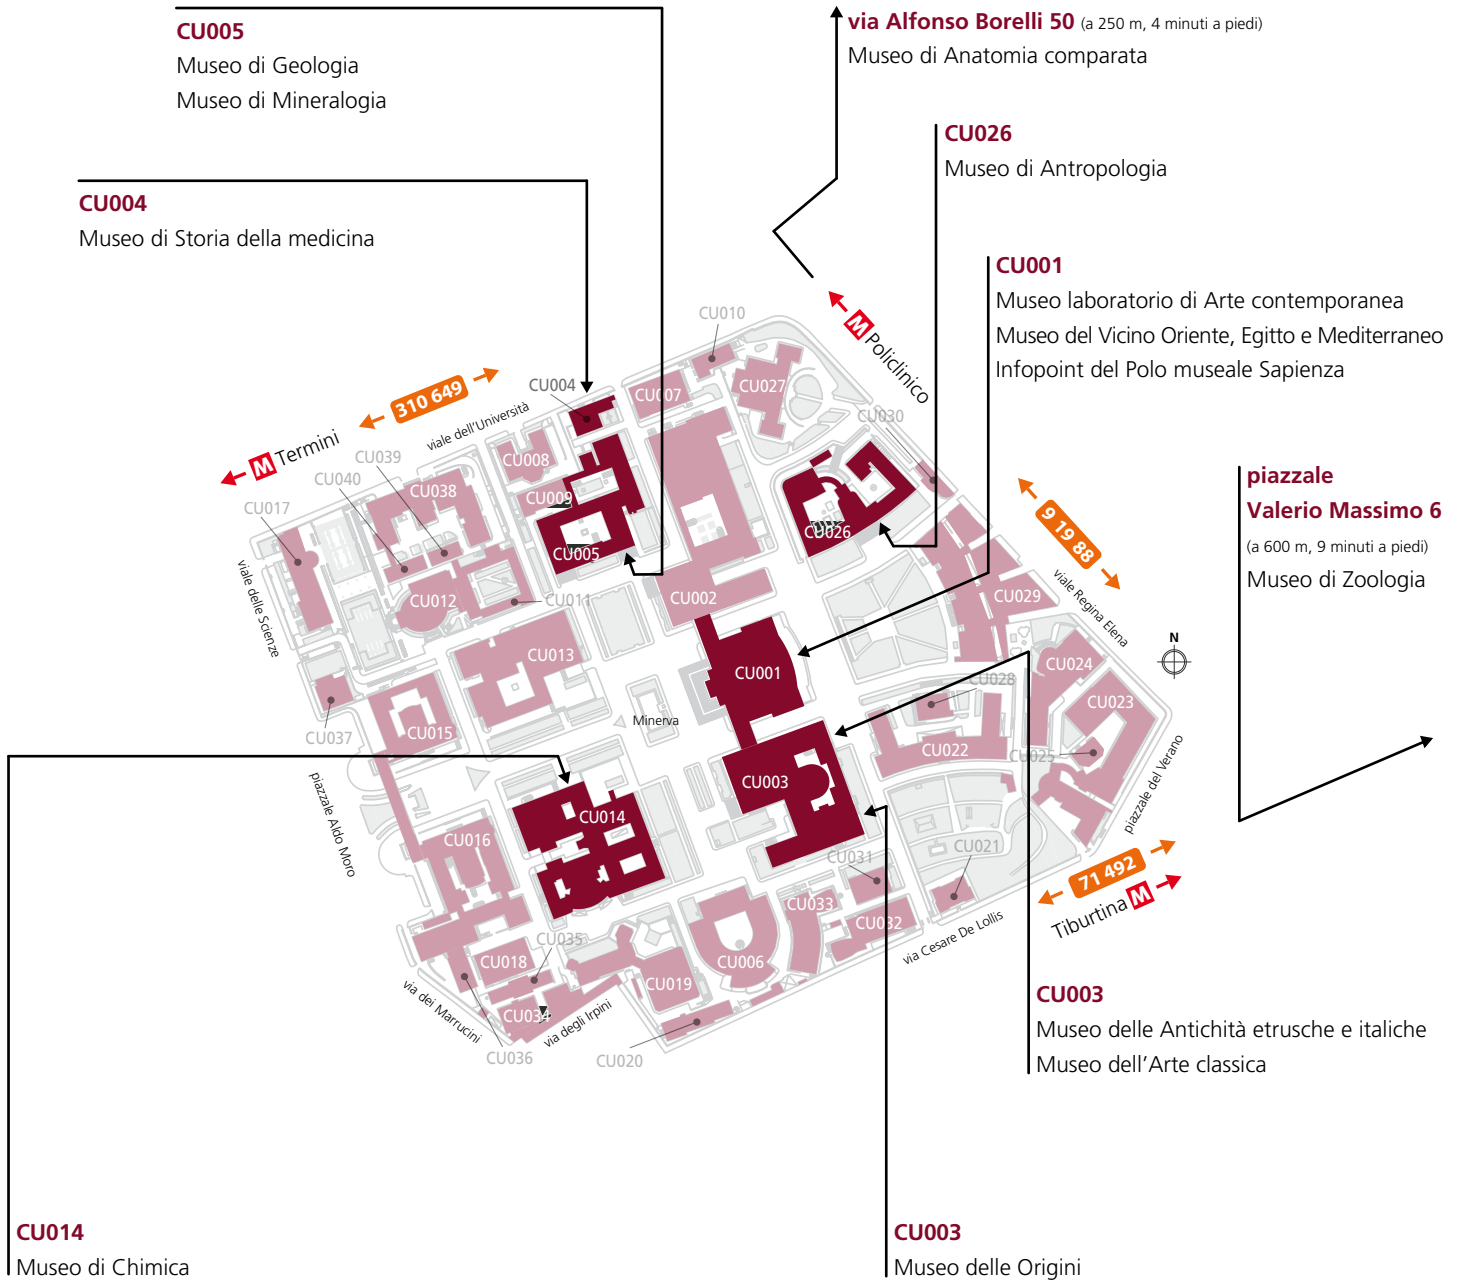 CU005
Museo di Geologia
Museo di Mineralogia
via Alfonso Borelli 50 (a 250 m, 4 minuti a piedi)
Museo di Anatomia comparata
CU026
Museo di Antropologia
CU004
Museo di Storia della medicina
CU001
Museo laboratorio di Arte contemporanea
Museo del Vicino Oriente, Egitto e Mediterraneo
Infopoint del Polo museale Sapienza
piazzale
Valerio Massimo 6
(a 600 m, 9 minuti a piedi)
Museo di Zoologia
M Policlinico
310 649
viale dell'Università
M Termini
9 19 88
viale Regina Elena
viale delle Scienze
N
CU010
CU004
CU007
CU027
CU030
CU039
CU040
CU038
CU008
CU009
CU017
CU005
CU026
CU012
CU011
CU002
CU029
CU013
CU001
CU024
CU028
CU023
CU037
CU015
Minerva
CU022
CU025
CU003
CU014
CU016
CU031
CU021
CU033
CU032
CU035
CU018
CU006
CU019
CU034
CU036
CU020
piazzale Aldo Moro
piazzale del Verano
71 492
Tiburtina M
via Cesare De Lollis
via dei Marrucini
via degli Irpini
CU003
Museo delle Antichità etrusche e italiche
Museo dell'Arte classica
CU014
Museo di Chimica
CU003
Museo delle Origini